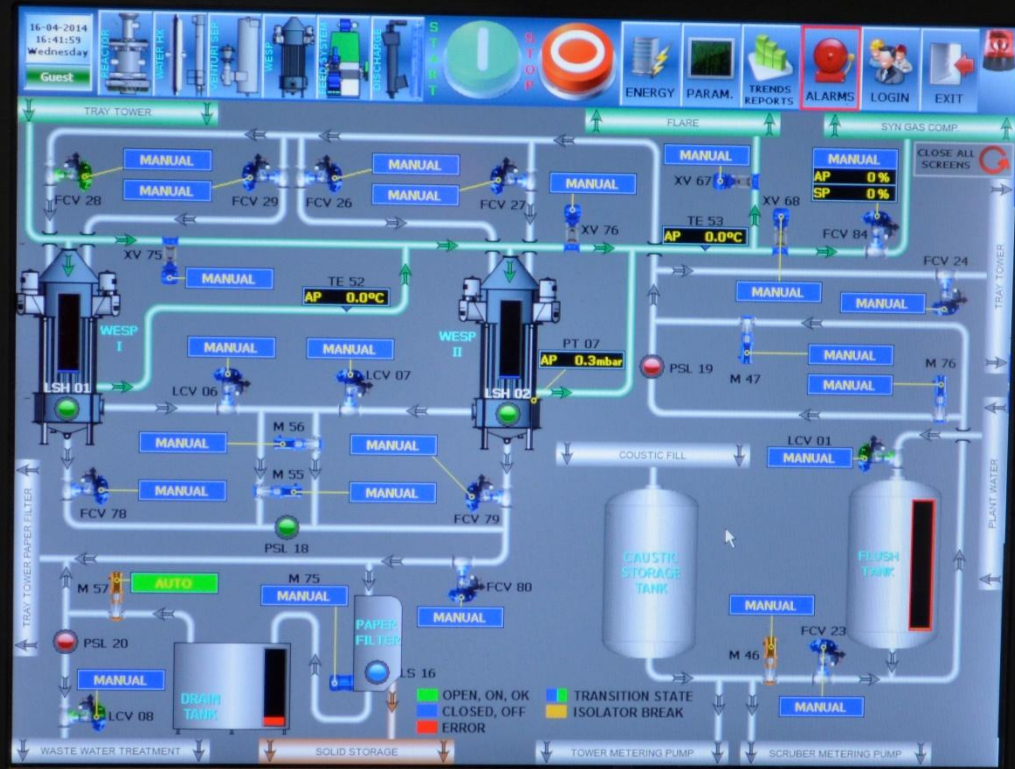 16-04-2014
16:41:59
Wednesday
Guest
REACTOR
WATER HX
VENTURI SEP
WESP
FEED SYSTEM
DISCHARGE
START
STOP
ENERGY
PARAM.
TRENDS
REPORTS
ALARMS
LOGIN
EXIT
TRAY TOWER
FLARE
SYN GAS COMP.
CLOSE ALL
SCREENS
MANUAL
MANUAL
FCV 28
FCV 29
MANUAL
MANUAL
FCV 26
FCV 27
MANUAL
XV 76
MANUAL
XV 67
MANUAL
AP 0 %
SP 0 %
XV 68
FCV 84
TE 53
AP 0.0ºC
XV 75
MANUAL
TE 52
AP 0.0ºC
MANUAL
FCV 24
MANUAL
TRAY TOWER
WESP
I
WESP
II
PT 07
AP 0.3mbar
LSH 01
LSH 02
MANUAL
MANUAL
LCV 06
LCV 07
PSL 19
M 47
MANUAL
MANUAL
M 76
MANUAL
M 56
MANUAL
MANUAL
M 55
MANUAL
FCV 78
FCV 79
PSL 18
COUSTIC FILL
LCV 01
MANUAL
PLANT WATER
TRAY TOWER PAPER FILTER
CAUSTIC
STORAGE
TANK
FLUSH
TANK
M 57
AUTO
M 75
MANUAL
FCV 80
MANUAL
PSL 20
PAPER
FILTER
LS 16
MANUAL
LCV 08
DRAIN
TANK
MANUAL
M 46
FCV 23
MANUAL
OPEN, ON, OK
CLOSED, OFF
ERROR
TRANSITION STATE
ISOLATOR BREAK
WASTE WATER TREATMENT
SOLID STORAGE
TOWER METERING PUMP
SCRUBER METERING PUMP